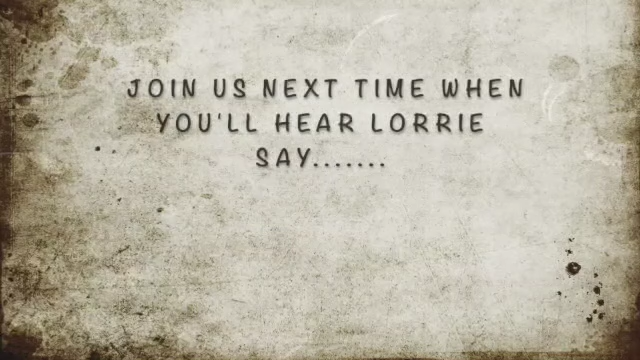 JOIN US NEXT TIME WHEN
YOU'LL HEAR LORRIE
SAY.......